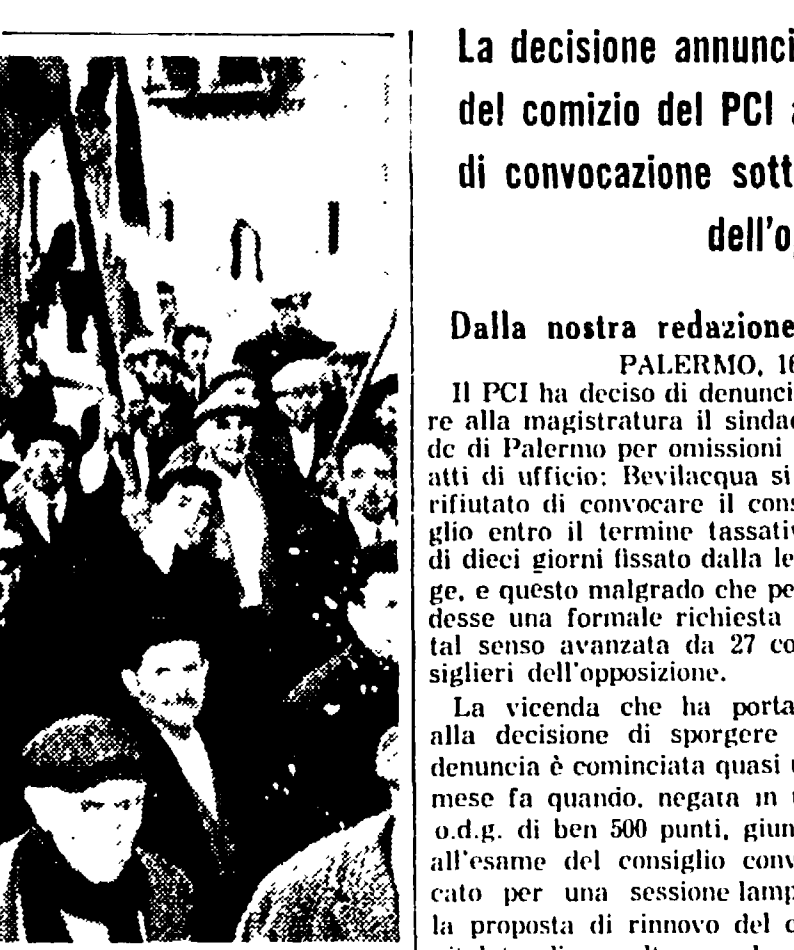 La decisione annunci
del comizio del PCI a
di convocazione sott
dell'o
Dalla nostra redazione
PALERMO, 16
Il PCI ha deciso di denunci
re alla magistratura il sindac
dc di Palermo per omissioni
atti di ufficio: Bevilacqua si
rifiutato di convocare il cons
glio entro il termine tassativ
di dieci giorni fissato dalla le
ge, e questo malgrado che pe
desse una formale richiesta
tal senso avanzata da 27 co
siglieri dell'opposizione.
La vicenda che ha porta
alla decisione di sporgere
denuncia è cominciata quasi u
mese fa quando, negata in
o.d.g. di ben 500 punti, giun
all'esame del consiglio conv
cato per una sessione lamp
la proposta di rinnovo del c